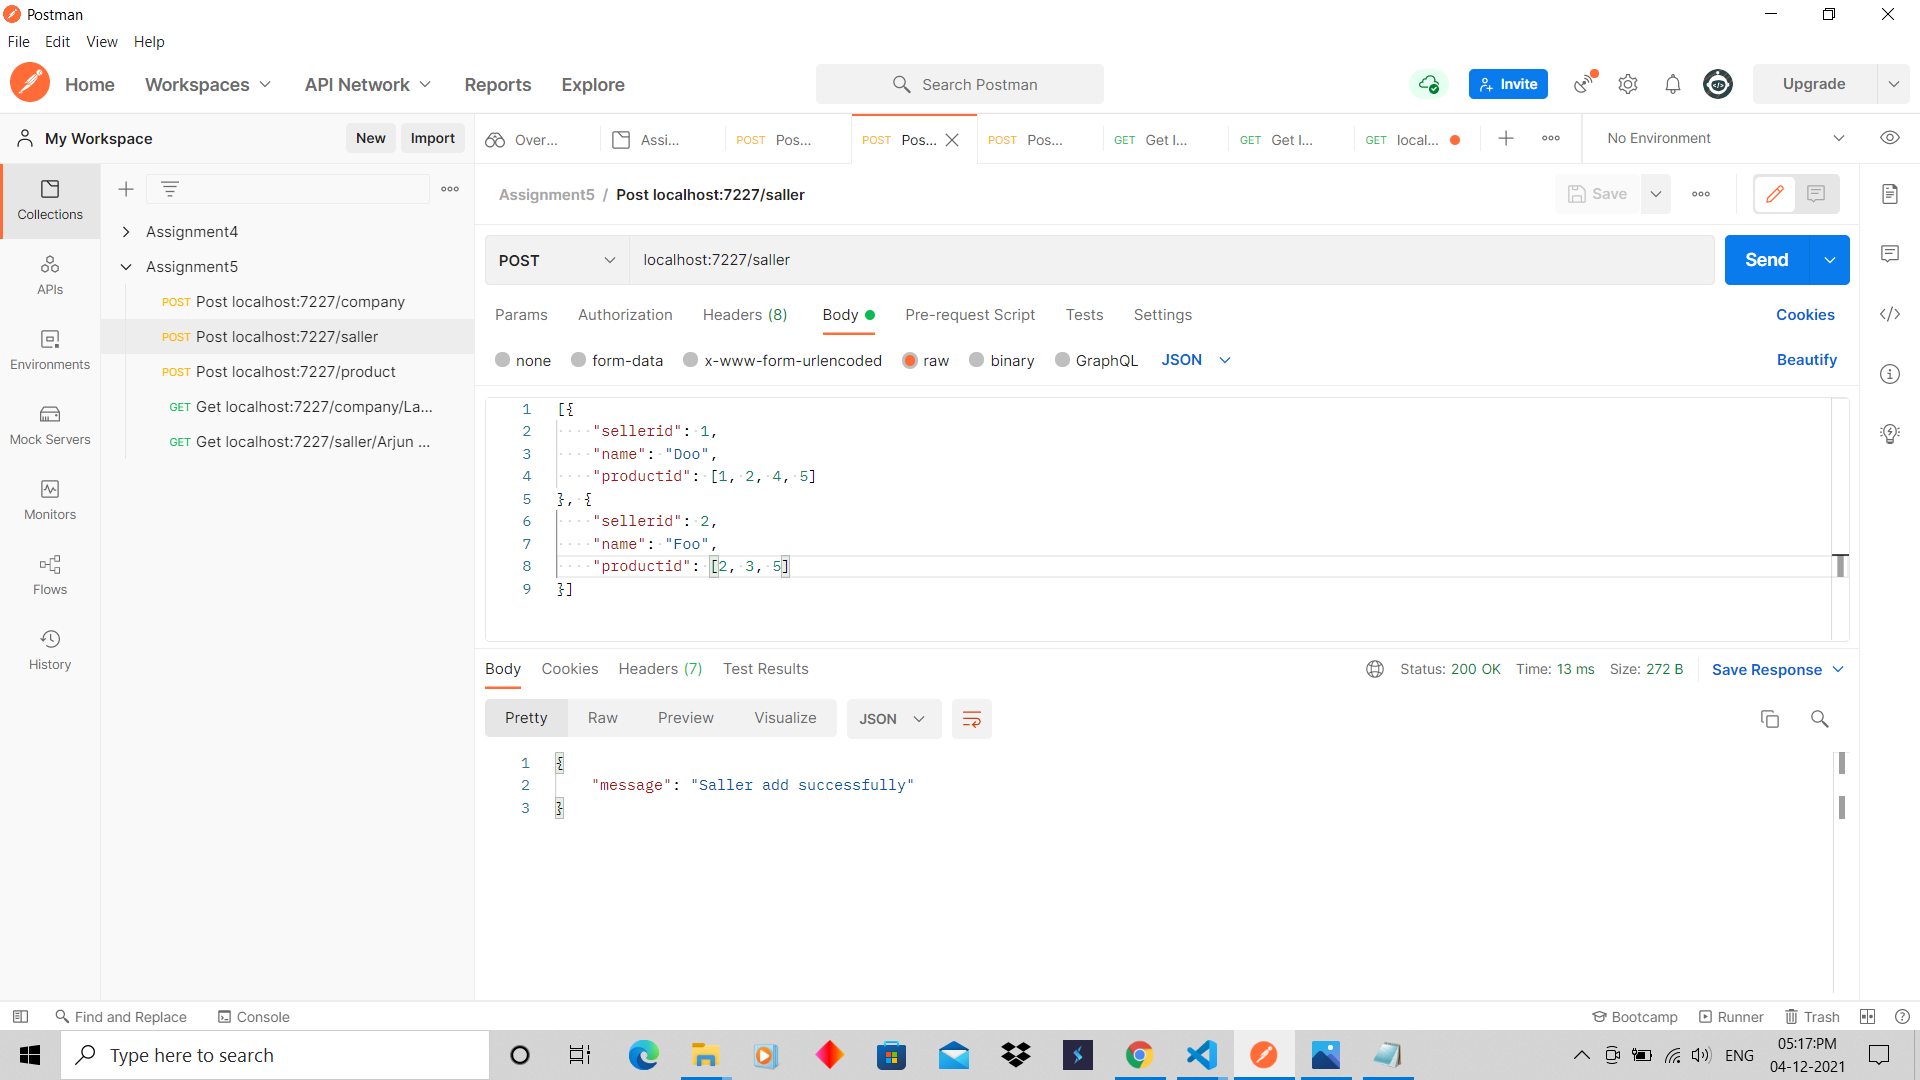 Postman
File Edit View Help
Home Workspaces API Network Reports Explore Search Postman Invite Upgrade
My Workspace New Import
Over... Assi... POST Pos... POST Pos... POST Pos... GET Get l... GET Get l... GET local... No Environment
Collections
APIs
Environments
Mock Servers
Monitors
Flows
History
Assignment4
Assignment5
POST Post localhost:7227/company
POST Post localhost:7227/saller
POST Post localhost:7227/product
GET Get localhost:7227/company/La...
GET Get localhost:7227/saller/Arjun ...
Assignment5 / Post localhost:7227/saller Save
POST localhost:7227/saller Send
Params Authorization Headers (8) Body Pre-request Script Tests Settings Cookies
none form-data x-www-form-urlencoded raw binary GraphQL JSON Beautify
1 [{
2 "sellerid": 1,
3 "name": "Doo",
4 "productid": [1, 2, 4, 5]
5 }, {
6 "sellerid": 2,
7 "name": "Foo",
8 "productid": [2, 3, 5]
9 }]
Body Cookies Headers (7) Test Results Status: 200 OK Time: 13 ms Size: 272 B Save Response
Pretty Raw Preview Visualize JSON
1 {
2 "message": "Saller add successfully"
3 }
Find and Replace Console Bootcamp Runner Trash
Type here to search ENG 05:17:PM
04-12-2021